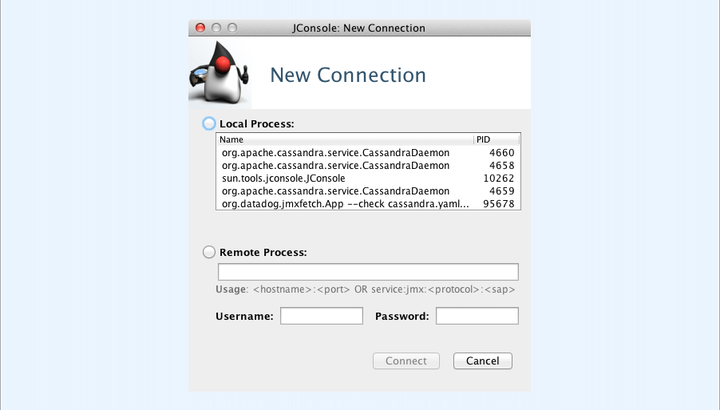 JConsole: New Connection
New Connection
Local Process:
Name PID
org.apache.cassandra.service.CassandraDaemon 4660
org.apache.cassandra.service.CassandraDaemon 4658
sun.tools.jconsole.JConsole 10262
org.apache.cassandra.service.CassandraDaemon 4659
org.datadog.jmxfetch.App --check cassandra.yaml... 95678
Remote Process:
Usage: <hostname>:<port> OR service:jmx:<protocol>:<sap>
Username: Password:
Connect Cancel